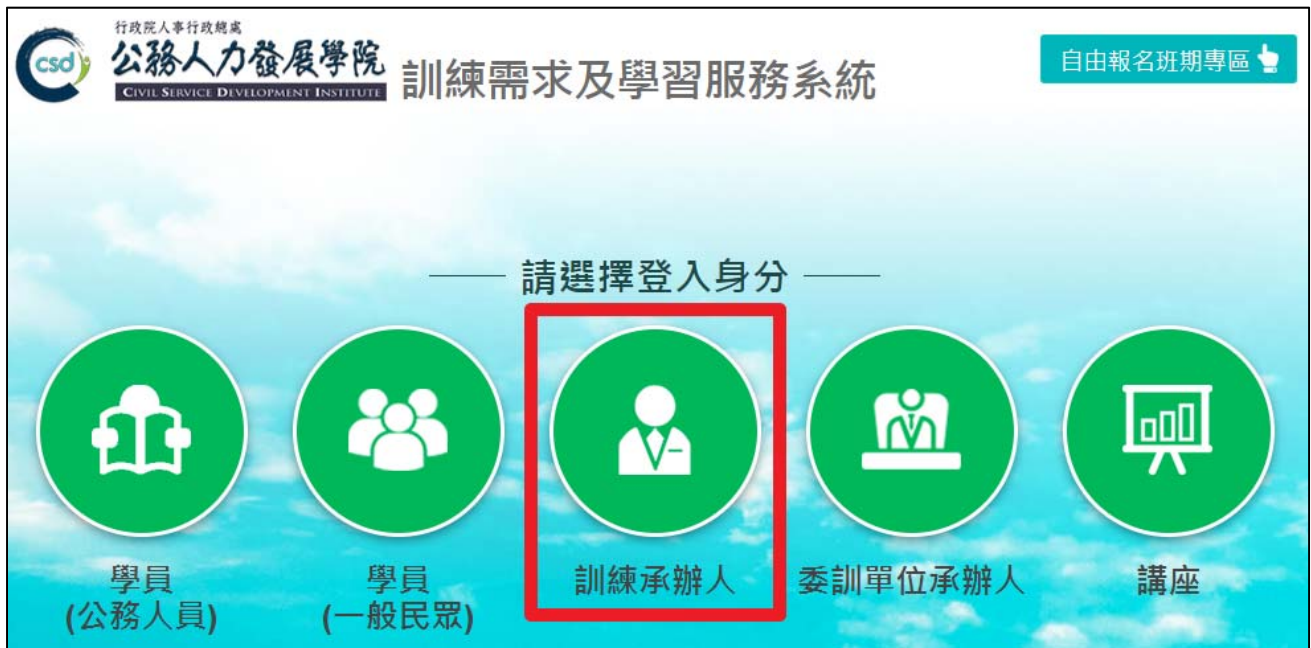 行政院人事行政總處
csd
公務人力發展學院
CIVIL SERVICE DEVELOPMENT INSTITUTE
訓練需求及學習服務系統
自由報名班期專區
請選擇登入身分
學員
(公務人員)
學員
(一般民眾)
訓練承辦人
委訓單位承辦人
講座